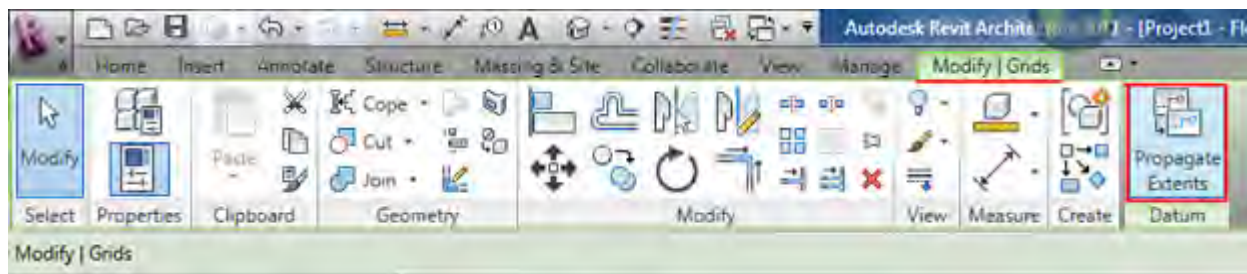 Autodesk Revit Archite - [Project1 - Fl
Home Insert Annotate Structure Massing & Site Collaborate View Manage Modify | Grids
Modify Paste Cope Cut Join Propagate Extents
Select Properties Clipboard Geometry Modify View Measure Create Datum
Modify | Grids